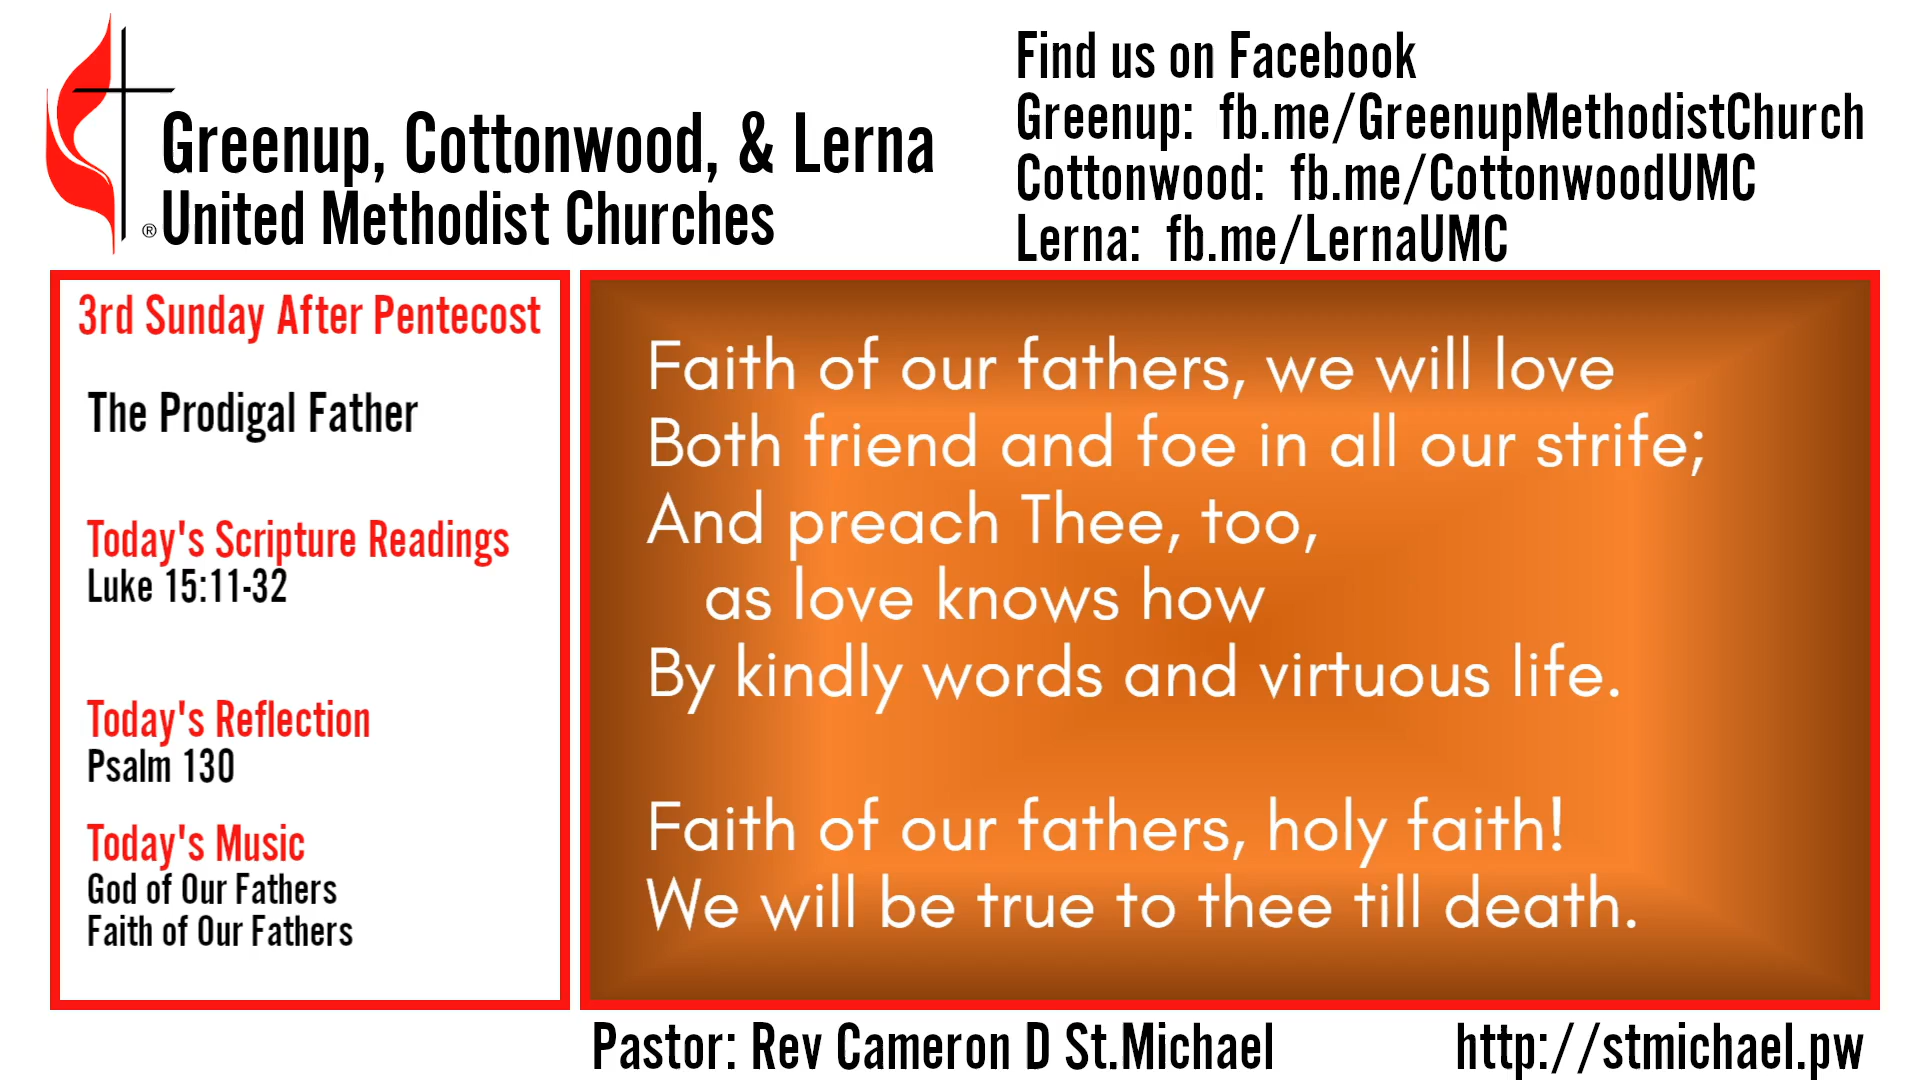 Greenup, Cottonwood, & Lerna
®United Methodist Churches
Find us on Facebook
Greenup: fb.me/GreenupMethodistChurch
Cottonwood: fb.me/CottonwoodUMC
Lerna: fb.me/LernaUMC
3rd Sunday After Pentecost
The Prodigal Father
Today's Scripture Readings
Luke 15:11-32
Today's Reflection
Psalm 130
Today's Music
God of Our Fathers
Faith of Our Fathers
Faith of our fathers, we will love
Both friend and foe in all our strife;
And preach Thee, too,
as love knows how
By kindly words and virtuous life.
Faith of our fathers, holy faith!
We will be true to thee till death.
Pastor: Rev Cameron D St.Michael
http://stmichael.pw